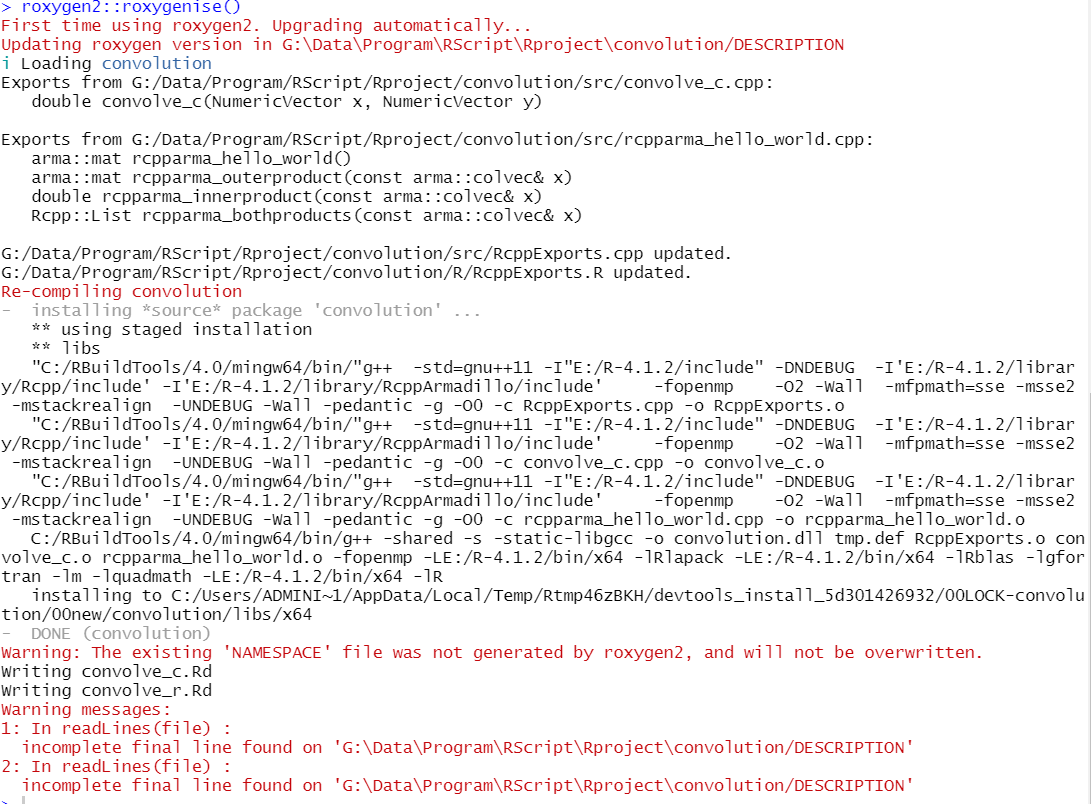 > roxygen2::roxygenise()
First time using roxygen2. Upgrading automatically...
Updating roxygen version in G:\Data\Program\RScript\Rproject\convolution/DESCRIPTION
i Loading convolution
Exports from G:/Data/Program/RScript/Rproject/convolution/src/convolve_c.cpp:
   double convolve_c(NumericVector x, NumericVector y)

Exports from G:/Data/Program/RScript/Rproject/convolution/src/rcpparma_hello_world.cpp:
   arma::mat rcpparma_hello_world()
   arma::mat rcpparma_outerproduct(const arma::colvec& x)
   double rcpparma_innerproduct(const arma::colvec& x)
   Rcpp::List rcpparma_bothproducts(const arma::colvec& x)

G:/Data/Program/RScript/Rproject/convolution/src/RcppExports.cpp updated.
G:/Data/Program/RScript/Rproject/convolution/R/RcppExports.R updated.
Re-compiling convolution
-  installing *source* package 'convolution' ...
   ** using staged installation
   ** libs
   "C:/RBuildTools/4.0/mingw64/bin/"g++  -std=gnu++11 -I"E:/R-4.1.2/include" -DNDEBUG  -I'E:/R-4.1.2/librar
y/Rcpp/include' -I'E:/R-4.1.2/library/RcppArmadillo/include'     -fopenmp    -O2 -Wall  -mfpmath=sse -msse2
 -mstackrealign  -UNDEBUG -Wall -pedantic -g -O0 -c RcppExports.cpp -o RcppExports.o
   "C:/RBuildTools/4.0/mingw64/bin/"g++  -std=gnu++11 -I"E:/R-4.1.2/include" -DNDEBUG  -I'E:/R-4.1.2/librar
y/Rcpp/include' -I'E:/R-4.1.2/library/RcppArmadillo/include'     -fopenmp    -O2 -Wall  -mfpmath=sse -msse2
 -mstackrealign  -UNDEBUG -Wall -pedantic -g -O0 -c convolve_c.cpp -o convolve_c.o
   "C:/RBuildTools/4.0/mingw64/bin/"g++  -std=gnu++11 -I"E:/R-4.1.2/include" -DNDEBUG  -I'E:/R-4.1.2/librar
y/Rcpp/include' -I'E:/R-4.1.2/library/RcppArmadillo/include'     -fopenmp    -O2 -Wall  -mfpmath=sse -msse2
 -mstackrealign  -UNDEBUG -Wall -pedantic -g -O0 -c rcpparma_hello_world.cpp -o rcpparma_hello_world.o
   C:/RBuildTools/4.0/mingw64/bin/g++ -shared -s -static-libgcc -o convolution.dll tmp.def RcppExports.o con
volve_c.o rcpparma_hello_world.o -fopenmp -LE:/R-4.1.2/bin/x64 -lRlapack -LE:/R-4.1.2/bin/x64 -lRblas -lgfor
tran -lm -lquadmath -LE:/R-4.1.2/bin/x64 -lR
   installing to C:/Users/ADMINI~1/AppData/Local/Temp/Rtmp46zBKH/devtools_install_5d301426932/00LOCK-convolu
tion/00new/convolution/libs/x64
-  DONE (convolution)
Warning: The existing 'NAMESPACE' file was not generated by roxygen2, and will not be overwritten.
Writing convolve_c.Rd
Writing convolve_r.Rd
Warning messages:
1: In readLines(file) :
  incomplete final line found on 'G:\Data\Program\RScript\Rproject\convolution/DESCRIPTION'
2: In readLines(file) :
  incomplete final line found on 'G:\Data\Program\RScript\Rproject\convolution/DESCRIPTION'
>